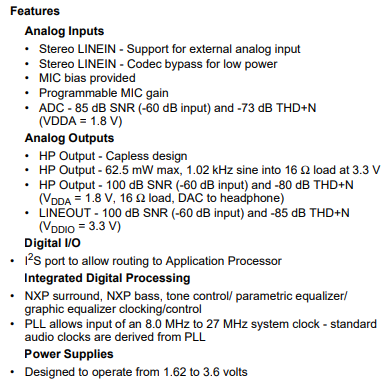 Features
Analog Inputs
• Stereo LINEIN - Support for external analog input
• Stereo LINEIN - Codec bypass for low power
• MIC bias provided
• Programmable MIC gain
• ADC - 85 dB SNR (-60 dB input) and -73 dB THD+N
(VDDA = 1.8 V)
Analog Outputs
• HP Output - Capless design
• HP Output - 62.5 mW max, 1.02 kHz sine into 16 Ω load at 3.3 V
• HP Output - 100 dB SNR (-60 dB input) and -80 dB THD+N
(VDDA = 1.8 V, 16 Ω load, DAC to headphone)
• LINEOUT - 100 dB SNR (-60 dB input) and -85 dB THD+N
(VDDIO = 3.3 V)
Digital I/O
• I2S port to allow routing to Application Processor
Integrated Digital Processing
• NXP surround, NXP bass, tone control/ parametric equalizer/
graphic equalizer clocking/control
• PLL allows input of an 8.0 MHz to 27 MHz system clock - standard
audio clocks are derived from PLL
Power Supplies
• Designed to operate from 1.62 to 3.6 volts